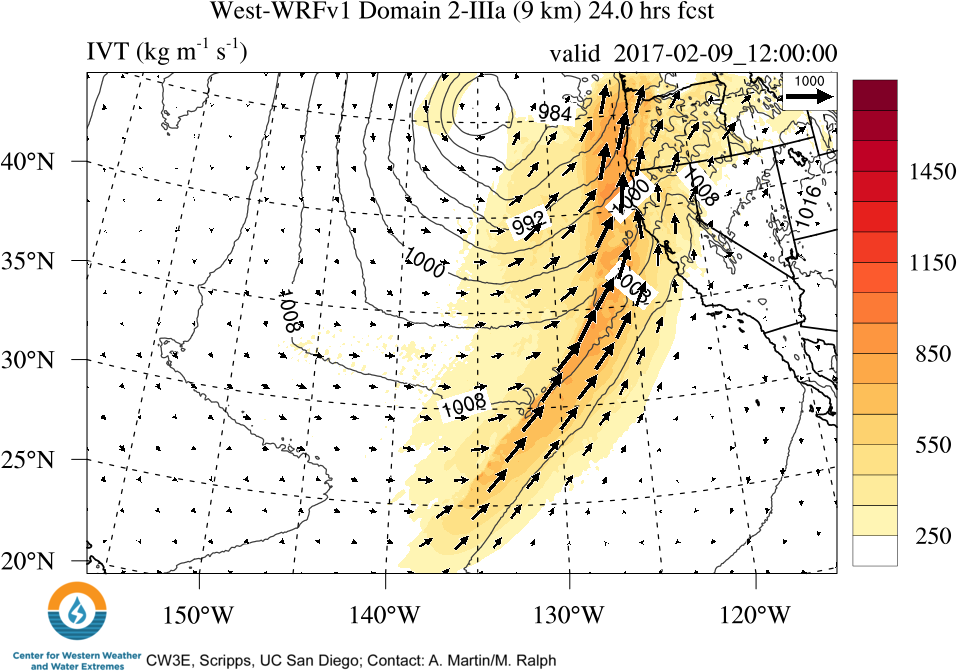 West-WRFv1 Domain 2-IIIa (9 km) 24.0 hrs fcst
IVT (kg m⁻¹ s⁻¹)
valid 2017-02-09_12:00:00
1000
984
992
1000
1008
1008
1000
1008
1008
1016
40°N
35°N
30°N
25°N
20°N
150°W
140°W
130°W
120°W
1450
1150
850
550
250
Center for Western Weather
and Water Extremes
CW3E, Scripps, UC San Diego; Contact: A. Martin/M. Ralph